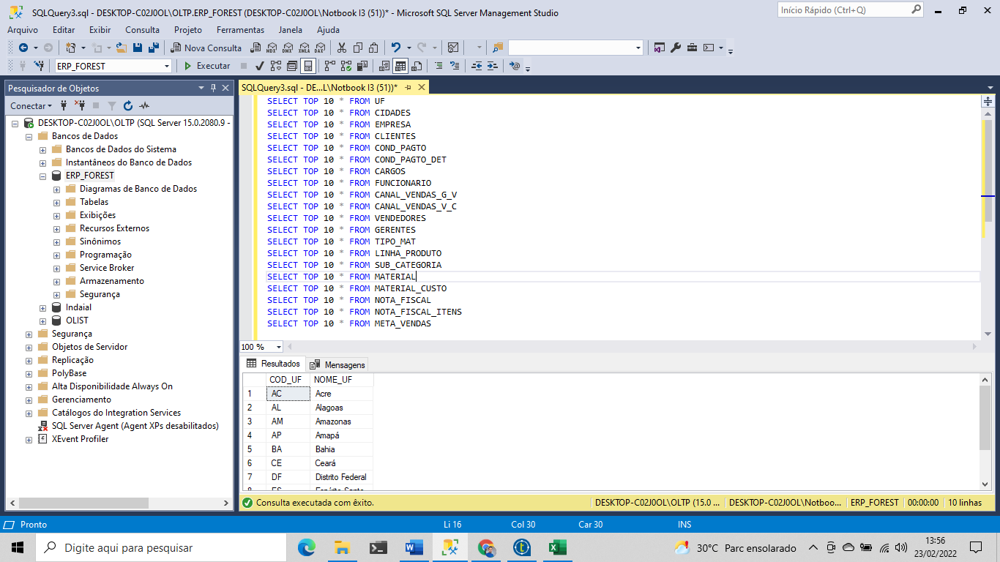 SQLQuery3.sql - DESKTOP-C02J0OL\OLTP.ERP_FOREST (DESKTOP-C02J0OL\Notbook I3 (51))* - Microsoft SQL Server Management Studio
Início Rápido (Ctrl+Q)
Arquivo Editar Exibir Consulta Projeto Ferramentas Janela Ajuda
Nova Consulta MDX DMX XMLA DAX
ERP_FOREST Executar
Pesquisador de Objetos
SQLQuery3.sql - DE...L\Notbook I3 (51))*
Conectar
DESKTOP-C02J0OL\OLTP (SQL Server 15.0.2080.9 -
Bancos de Dados
Bancos de Dados do Sistema
Instantâneos do Banco de Dados
ERP_FOREST
Diagramas de Banco de Dados
Tabelas
Exibições
Recursos Externos
Sinônimos
Programação
Service Broker
Armazenamento
Segurança
Indaial
OLIST
Segurança
Objetos de Servidor
Replicação
PolyBase
Alta Disponibilidade Always On
Gerenciamento
Catálogos do Integration Services
SQL Server Agent (Agent XPs desabilitados)
XEvent Profiler
SELECT TOP 10 * FROM UF
SELECT TOP 10 * FROM CIDADES
SELECT TOP 10 * FROM EMPRESA
SELECT TOP 10 * FROM CLIENTES
SELECT TOP 10 * FROM COND_PAGTO
SELECT TOP 10 * FROM COND_PAGTO_DET
SELECT TOP 10 * FROM CARGOS
SELECT TOP 10 * FROM FUNCIONARIO
SELECT TOP 10 * FROM CANAL_VENDAS_G_V
SELECT TOP 10 * FROM CANAL_VENDAS_V_C
SELECT TOP 10 * FROM VENDEDORES
SELECT TOP 10 * FROM GERENTES
SELECT TOP 10 * FROM TIPO_MAT
SELECT TOP 10 * FROM LINHA_PRODUTO
SELECT TOP 10 * FROM SUB_CATEGORIA
SELECT TOP 10 * FROM MATERIAL
SELECT TOP 10 * FROM MATERIAL_CUSTO
SELECT TOP 10 * FROM NOTA_FISCAL
SELECT TOP 10 * FROM NOTA_FISCAL_ITENS
SELECT TOP 10 * FROM META_VENDAS
100 %
Resultados Mensagens
COD_UF NOME_UF
1 AC Acre
2 AL Alagoas
3 AM Amazonas
4 AP Amapá
5 BA Bahia
6 CE Ceará
7 DF Distrito Federal
8 ES Espírito Santo
Consulta executada com êxito. DESKTOP-C02J0OL\OLTP (15.0 ... DESKTOP-C02J0OL\Notboo... ERP_FOREST 00:00:00 10 linhas
Pronto Li 16 Col 30 Car 30 INS
Digite aqui para pesquisar
30°C Parc ensolarado
13:56
23/02/2022